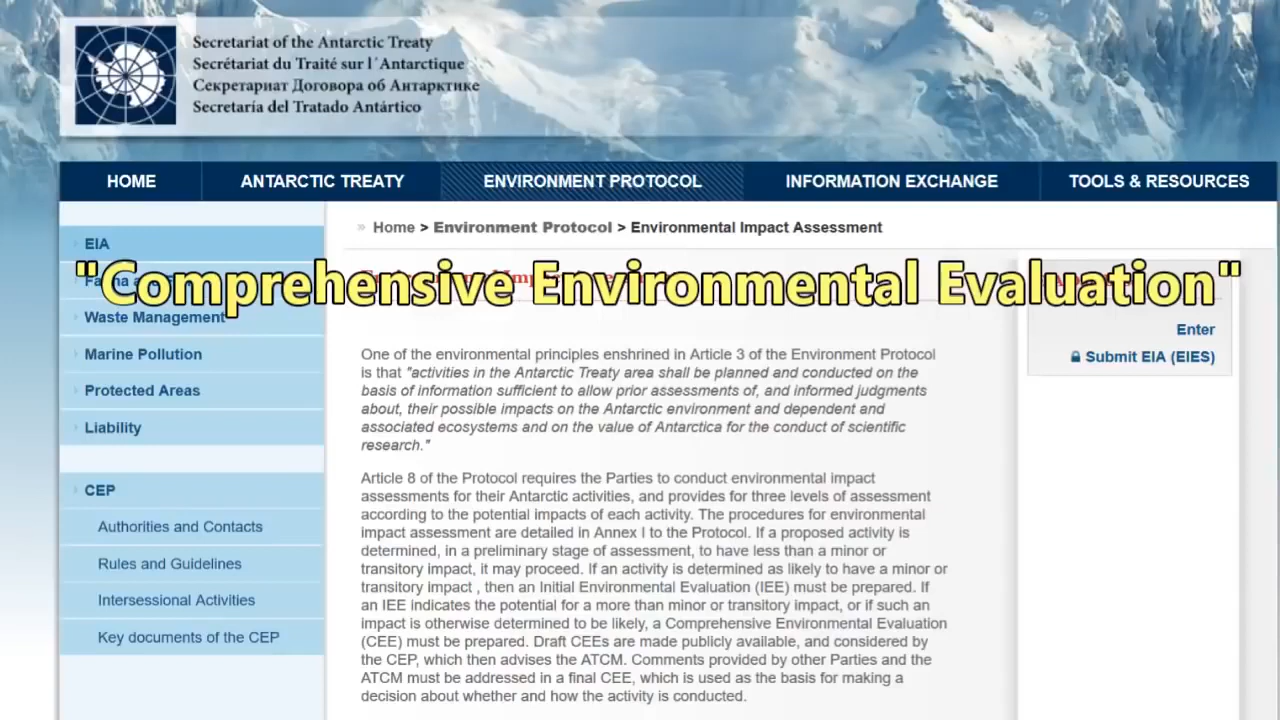 Secretariat of the Antarctic Treaty
Secrétariat du Traité sur l´Antarctique
Секретариат Договора об Антарктике
Secretaría del Tratado Antártico
HOME
ANTARCTIC TREATY
ENVIRONMENT PROTOCOL
INFORMATION EXCHANGE
TOOLS & RESOURCES
» Home > Environment Protocol > Environmental Impact Assessment
EIA
"Comprehensive Environmental Evaluation"
Waste Management
Marine Pollution
Protected Areas
Liability
CEP
Authorities and Contacts
Rules and Guidelines
Intersessional Activities
Key documents of the CEP
One of the environmental principles enshrined in Article 3 of the Environment Protocol
is that "activities in the Antarctic Treaty area shall be planned and conducted on the
basis of information sufficient to allow prior assessments of, and informed judgments
about, their possible impacts on the Antarctic environment and dependent and
associated ecosystems and on the value of Antarctica for the conduct of scientific
research."
Article 8 of the Protocol requires the Parties to conduct environmental impact
assessments for their Antarctic activities, and provides for three levels of assessment
according to the potential impacts of each activity. The procedures for environmental
impact assessment are detailed in Annex I to the Protocol. If a proposed activity is
determined, in a preliminary stage of assessment, to have less than a minor or
transitory impact, it may proceed. If an activity is determined as likely to have a minor or
transitory impact , then an Initial Environmental Evaluation (IEE) must be prepared. If
an IEE indicates the potential for a more than minor or transitory impact, or if such an
impact is otherwise determined to be likely, a Comprehensive Environmental Evaluation
(CEE) must be prepared. Draft CEEs are made publicly available, and considered by
the CEP, which then advises the ATCM. Comments provided by other Parties and the
ATCM must be addressed in a final CEE, which is used as the basis for making a
decision about whether and how the activity is conducted.
Enter
Submit EIA (EIES)